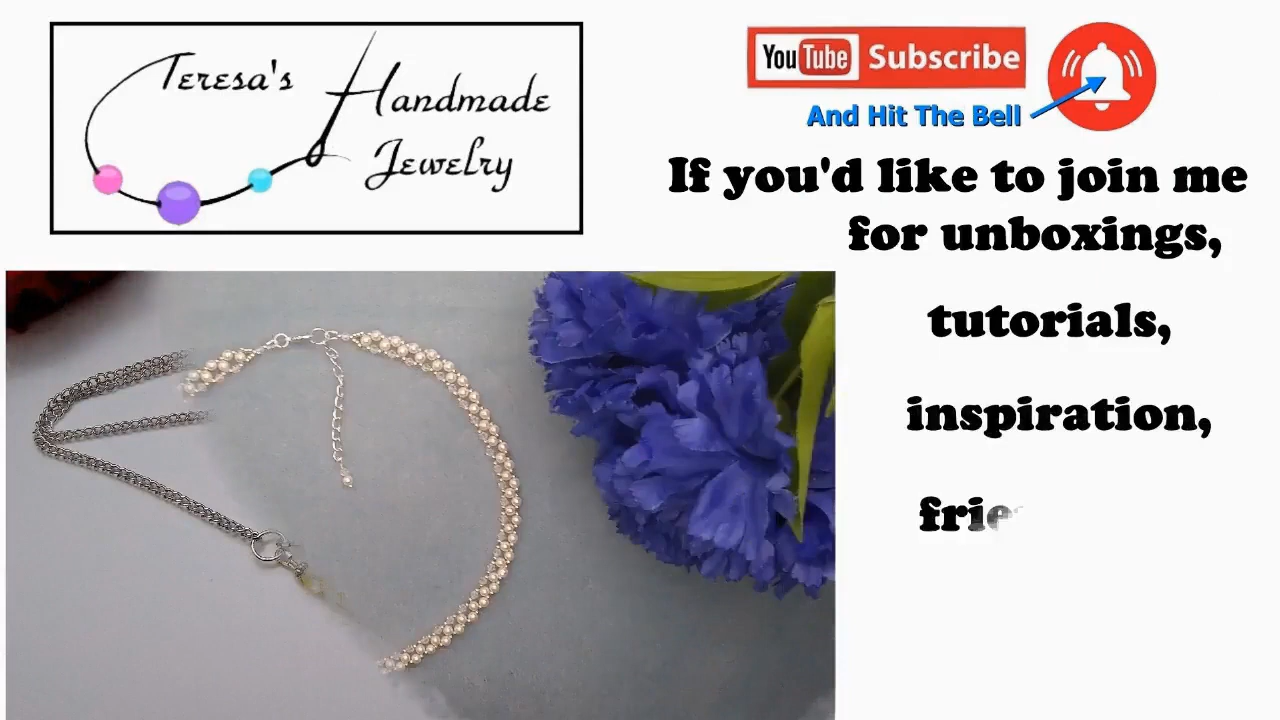 Teresa's
Handmade
Jewelry
YouTube Subscribe
And Hit The Bell
If you'd like to join me
for unboxings,
tutorials,
inspiration,